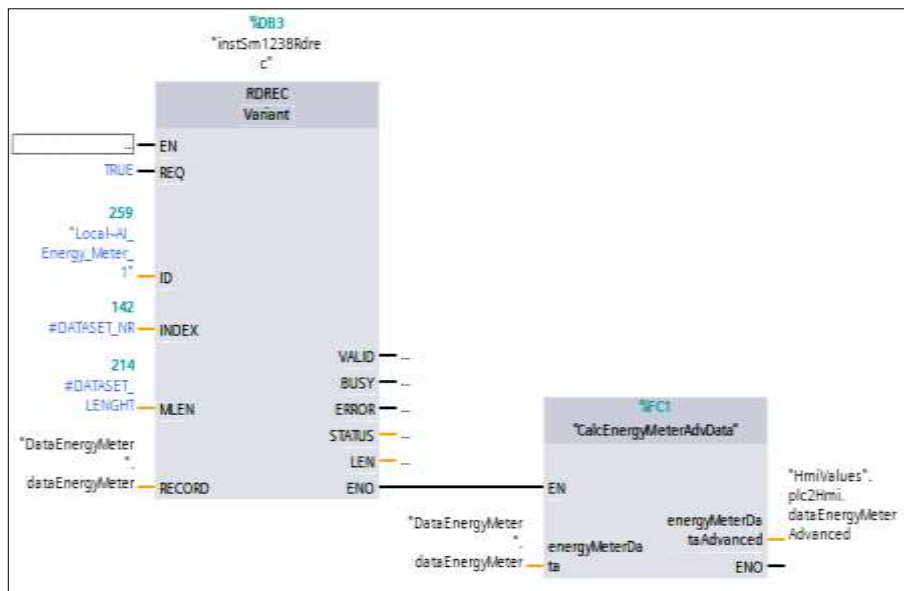 %DB3
"instSm1238Rdre
c"
RDREC
Variant
... EN
TRUE REQ
259
"Local~AI_
Energy_Meter_
1" ID
142
#DATASET_NR INDEX
214
#DATASET_
LENGHT MLEN
"DataEnergyMeter
".
dataEnergyMeter RECORD
VALID ...
BUSY ...
ERROR ...
STATUS ...
LEN ...
ENO
%FC1
"CalcEnergyMeterAdvData"
EN
"DataEnergyMeter
".
dataEnergyMeter
energyMeterDa
ta
energyMeterDa
taAdvanced
"HmiValues".
plc2Hmi.
dataEnergyMeter
Advanced
ENO